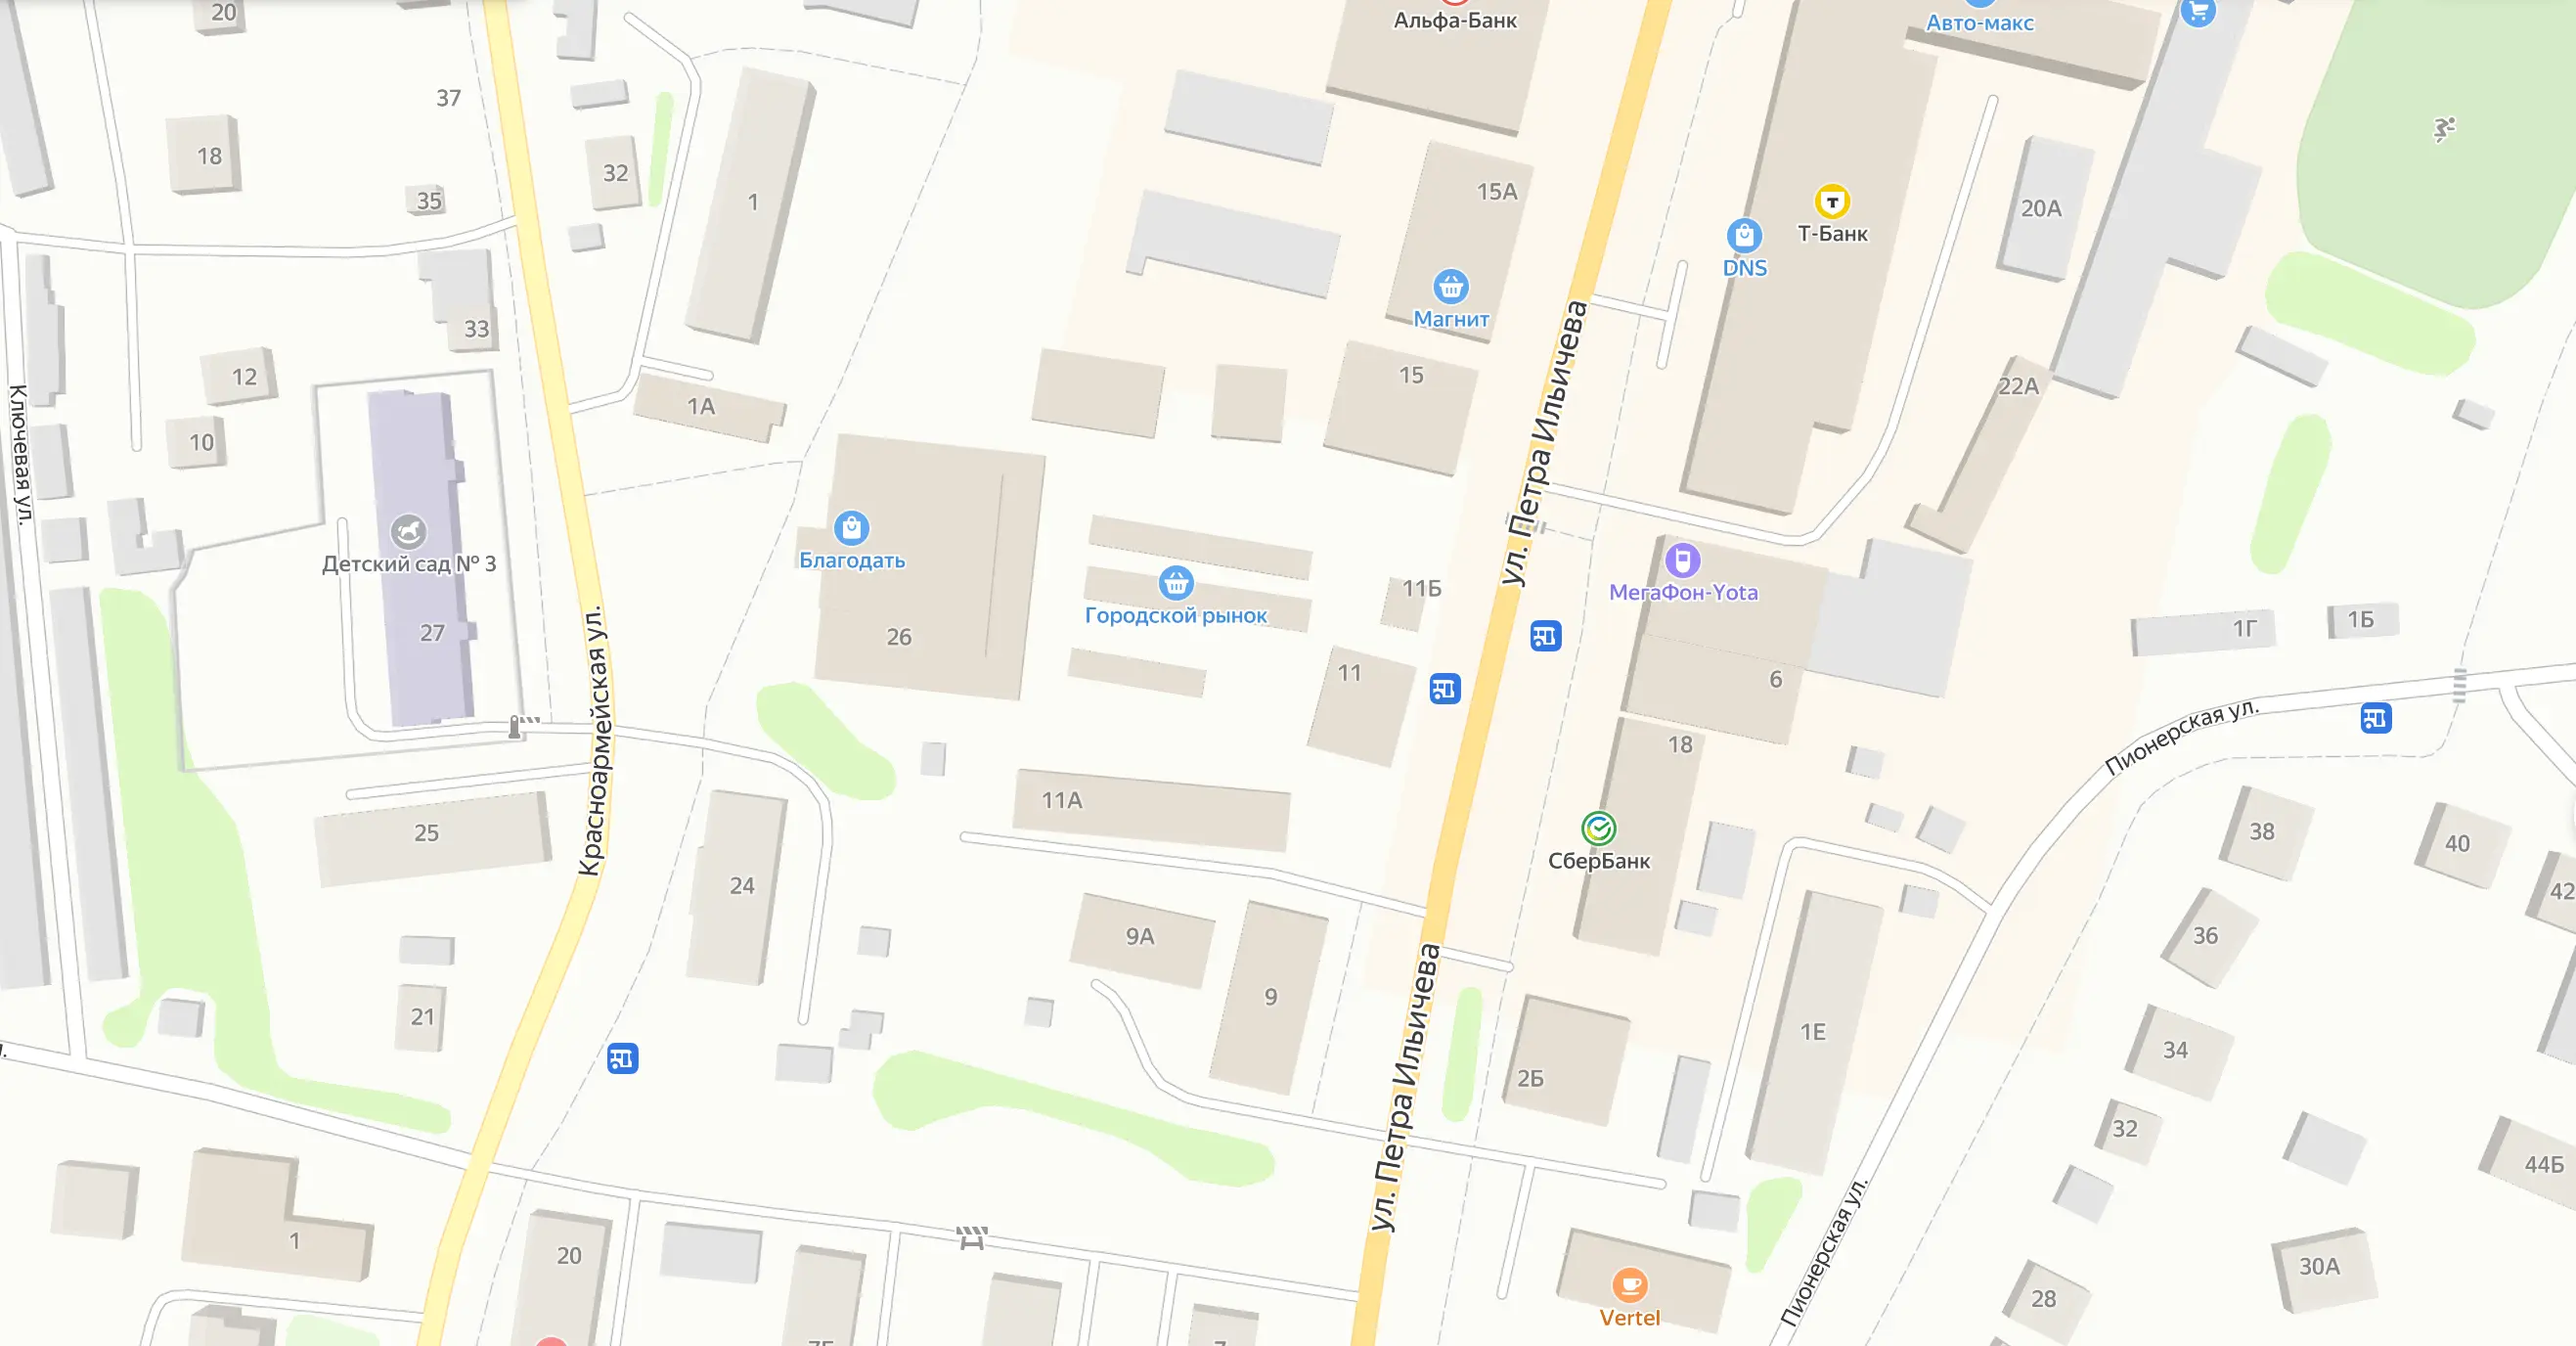 20
Альфа-Банк
Авто-макс
37
18
32
35
1
15А
Т-Банк
20А
DNS
Магнит
33
12
1А
15
22А
10
Ключевая ул.
ул. Петра Ильичева
Детский сад № 3
27
Благодать
26
Городской рынок
11Б
МегаФон-Yota
1Г
1Б
11
6
Красноармейская ул.
18
Пионерская ул.
25
11А
СберБанк
38
40
42
24
9А
9
36
21
1Е
34
2Б
ул. Петра Ильичева
32
44Б
1
20
30А
28
Vertel
Пионерская ул.